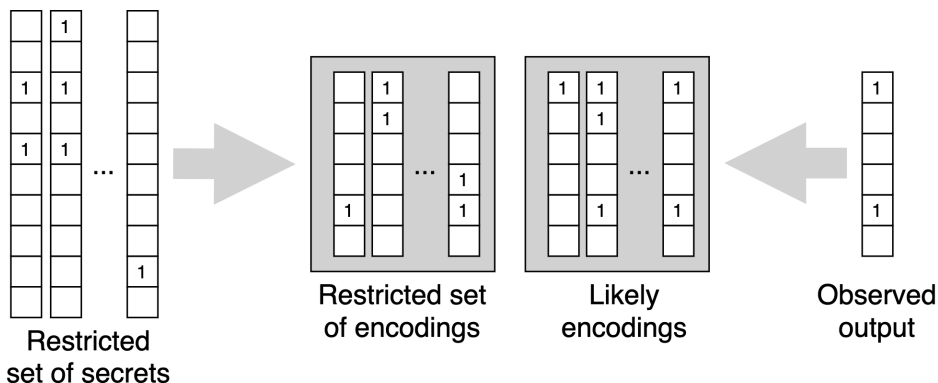 1
1 1
1 1
...
1
Restricted
set of secrets
1
1
...
1
1 1
Restricted set
of encodings
1 1 1
1
...
1 1
Likely
encodings
1
1
Observed
output